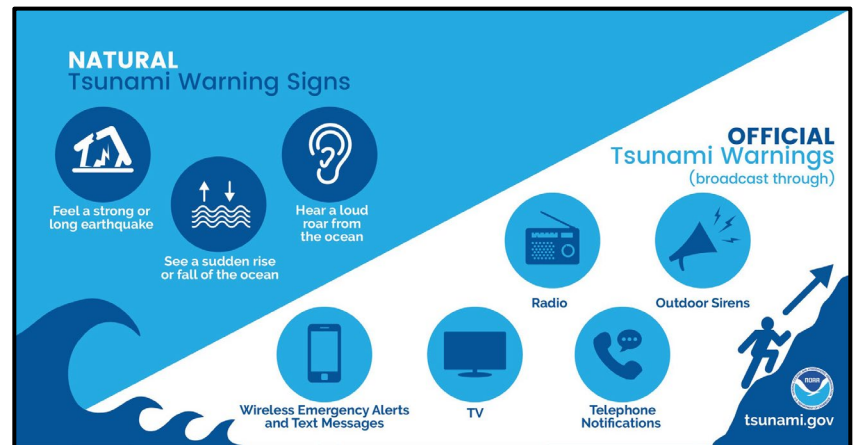 NATURAL
Tsunami Warning Signs
Feel a strong or
long earthquake
See a sudden rise
or fall of the ocean
Hear a loud
roar from
the ocean
OFFICIAL
Tsunami Warnings
(broadcast through)
Radio
Outdoor Sirens
Wireless Emergency Alerts
and Text Messages
TV
Telephone
Notifications
NOAA
tsunami.gov